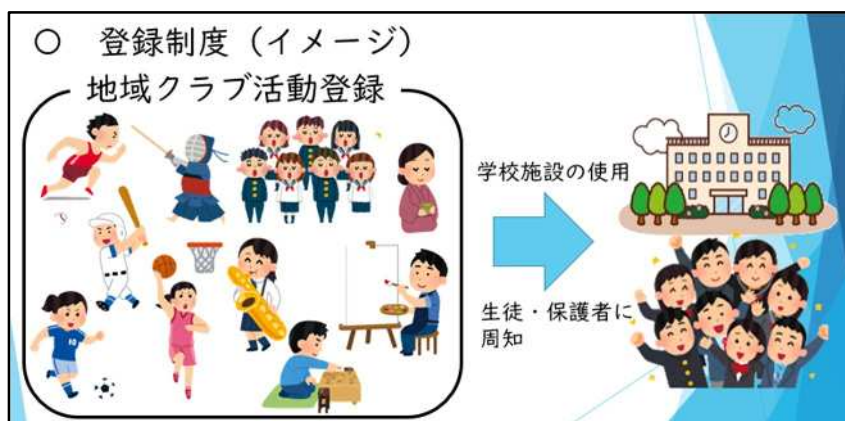 ○　登録制度（イメージ）
地域クラブ活動登録
学校施設の使用
生徒・保護者に
周知